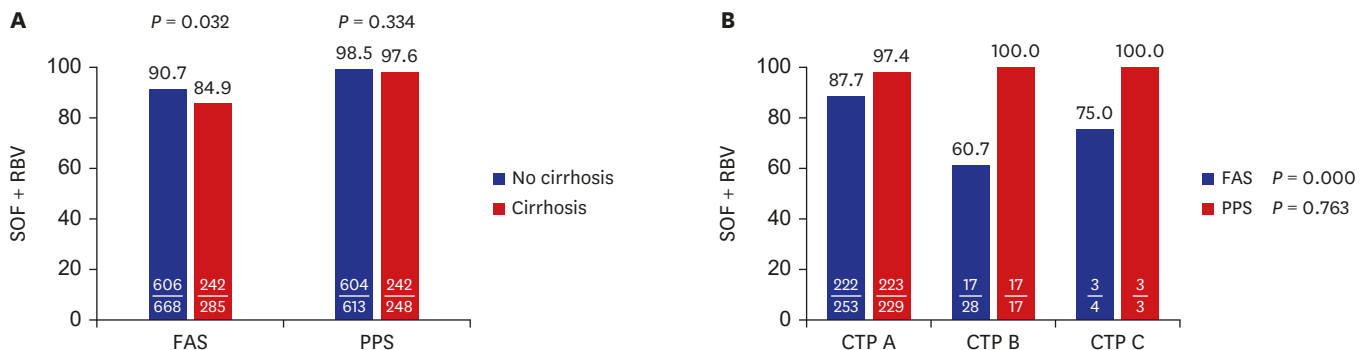 A
P = 0.032
P = 0.334
SOF + RBV
100
80
60
40
20
0
90.7
84.9
98.5
97.6
606
668
242
285
604
613
242
248
FAS
PPS
No cirrhosis
Cirrhosis
B
SOF + RBV
100
80
60
40
20
0
87.7
97.4
60.7
100.0
75.0
100.0
222
253
223
229
17
28
17
17
3
4
3
3
CTP A
CTP B
CTP C
FAS P = 0.000
PPS P = 0.763